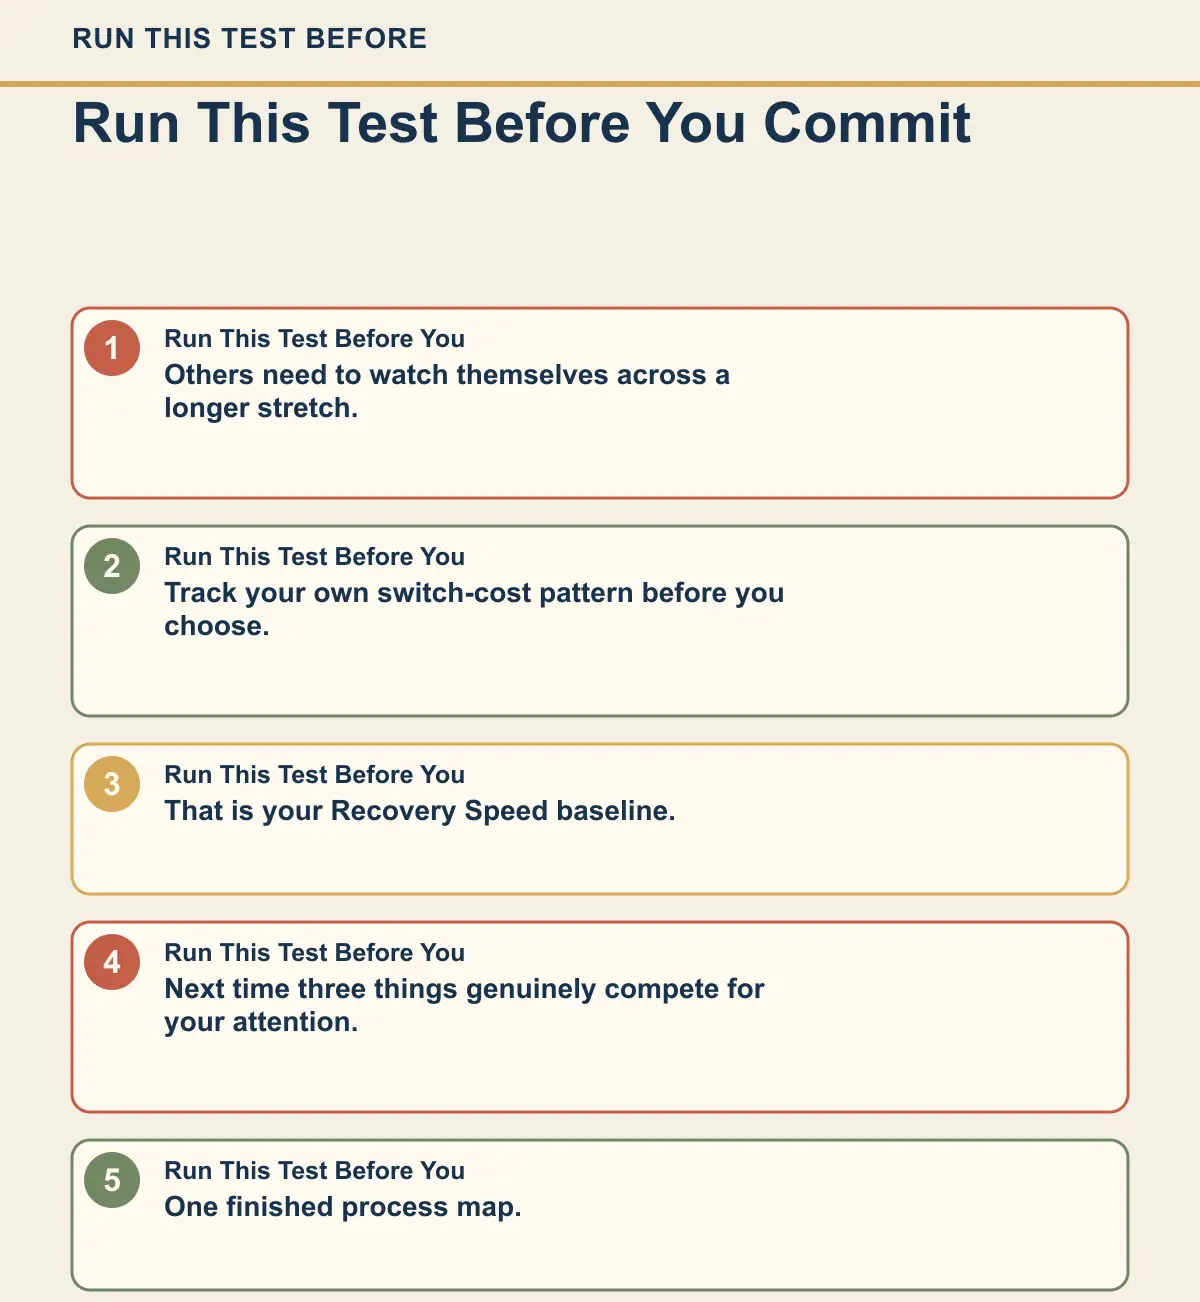 RUN THIS TEST BEFORE
Run This Test Before You Commit
1
Run This Test Before You
Others need to watch themselves across a
longer stretch.
2
Run This Test Before You
Track your own switch-cost pattern before you
choose.
3
Run This Test Before You
That is your Recovery Speed baseline.
4
Run This Test Before You
Next time three things genuinely compete for
your attention.
5
Run This Test Before You
One finished process map.